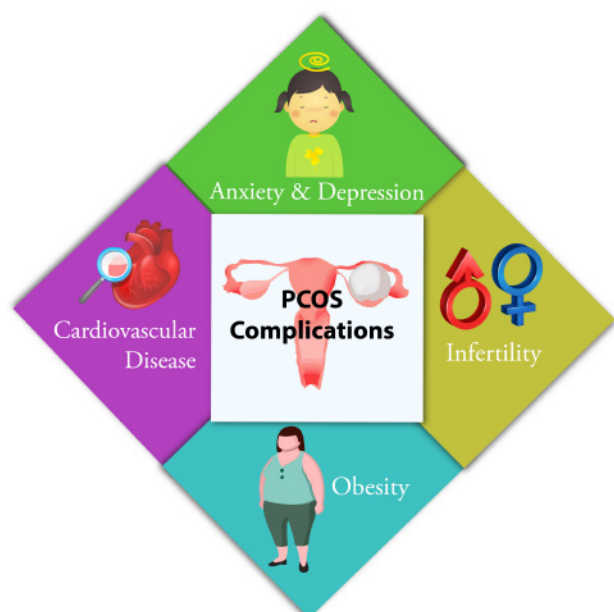 Anxiety & Depression
PCOS
Complications
Cardiovascular
Disease
Infertility
Obesity